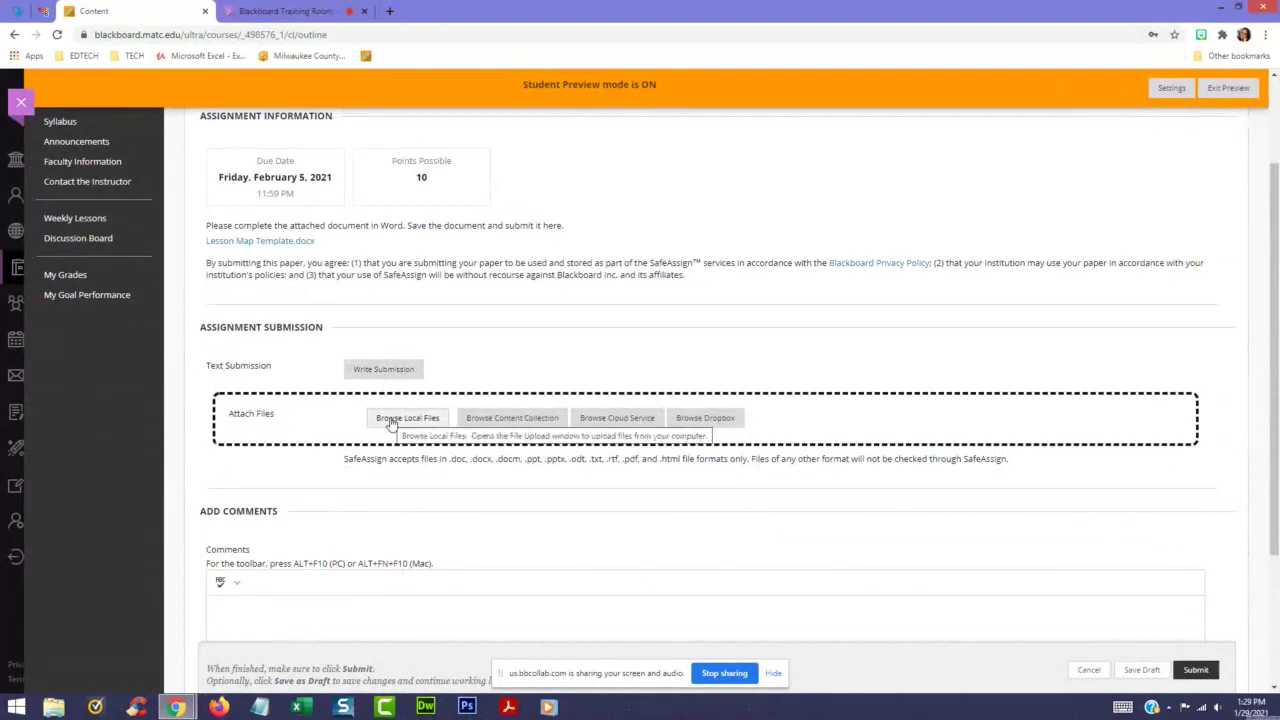 Content
Blackboard Training Room
blackboard.matc.edu/ultra/courses/_498576_1/cl/outline
Apps
EDTECH
TECH
Microsoft Excel - Ex...
Milwaukee County...
Other bookmarks
Student Preview mode is ON
Settings
Exit Preview
Syllabus
Announcements
Faculty Information
Contact the Instructor
Weekly Lessons
Discussion Board
My Grades
My Goal Performance
ASSIGNMENT INFORMATION
Due Date
Friday, February 5, 2021
11:59 PM
Points Possible
10
Please complete the attached document in Word. Save the document and submit it here.
Lesson Map Template.docx
By submitting this paper, you agree: (1) that you are submitting your paper to be used and stored as part of the SafeAssign™ services in accordance with the Blackboard Privacy Policy; (2) that your institution may use your paper in accordance with your
institution's policies; and (3) that your use of SafeAssign will be without recourse against Blackboard Inc. and its affiliates.
ASSIGNMENT SUBMISSION
Text Submission
Write Submission
Attach Files
Browse Local Files
Browse Content Collection
Browse Cloud Service
Browse Dropbox
Browse Local Files: Opens the File Upload window to upload files from your computer.
SafeAssign accepts files in .doc, .docx, .docm, .ppt, .pptx, .odt, .txt, .rtf, .pdf, and .html file formats only. Files of any other format will not be checked through SafeAssign.
ADD COMMENTS
Comments
For the toolbar, press ALT+F10 (PC) or ALT+FN+F10 (Mac).
ABC
When finished, make sure to click Submit.
Optionally, click Save as Draft to save changes and continue working
us.bbcollab.com is sharing your screen and audio.
Stop sharing
Hide
Cancel
Save Draft
Submit
Priv
Term
Dw
Ps
1:29 PM
1/29/2021